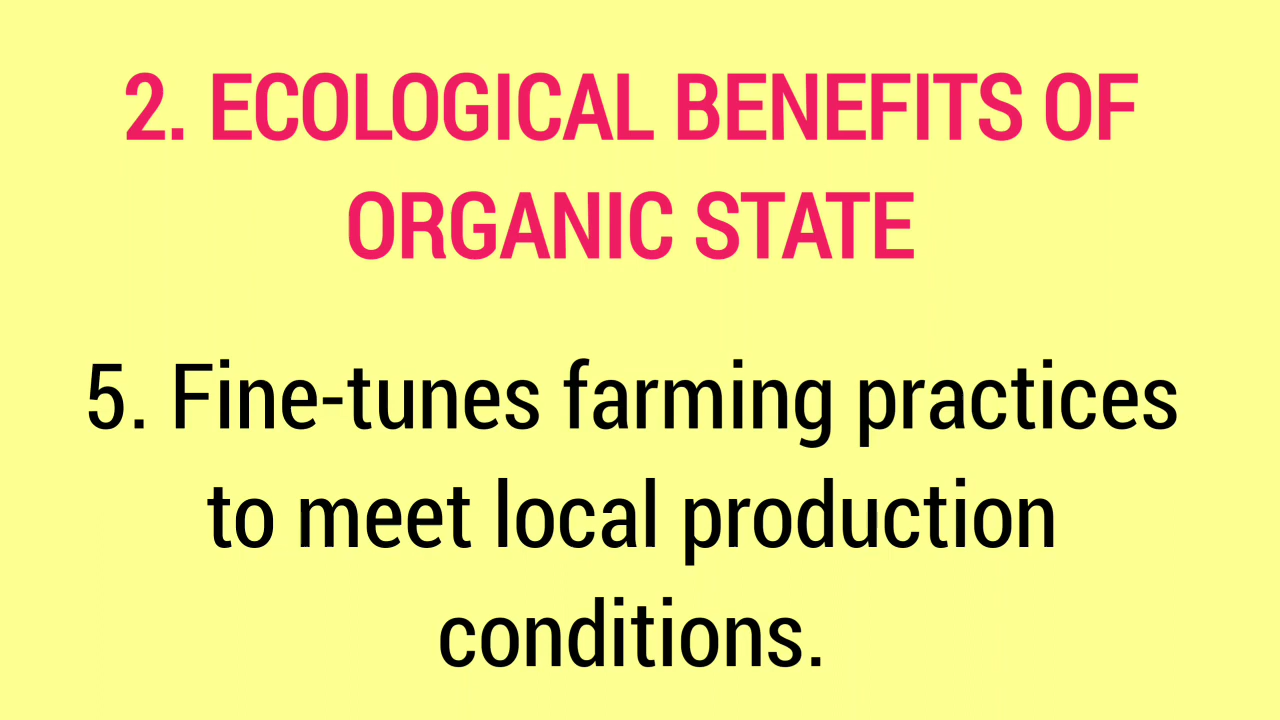 2. ECOLOGICAL BENEFITS OF
ORGANIC STATE
5. Fine-tunes farming practices
to meet local production
conditions.